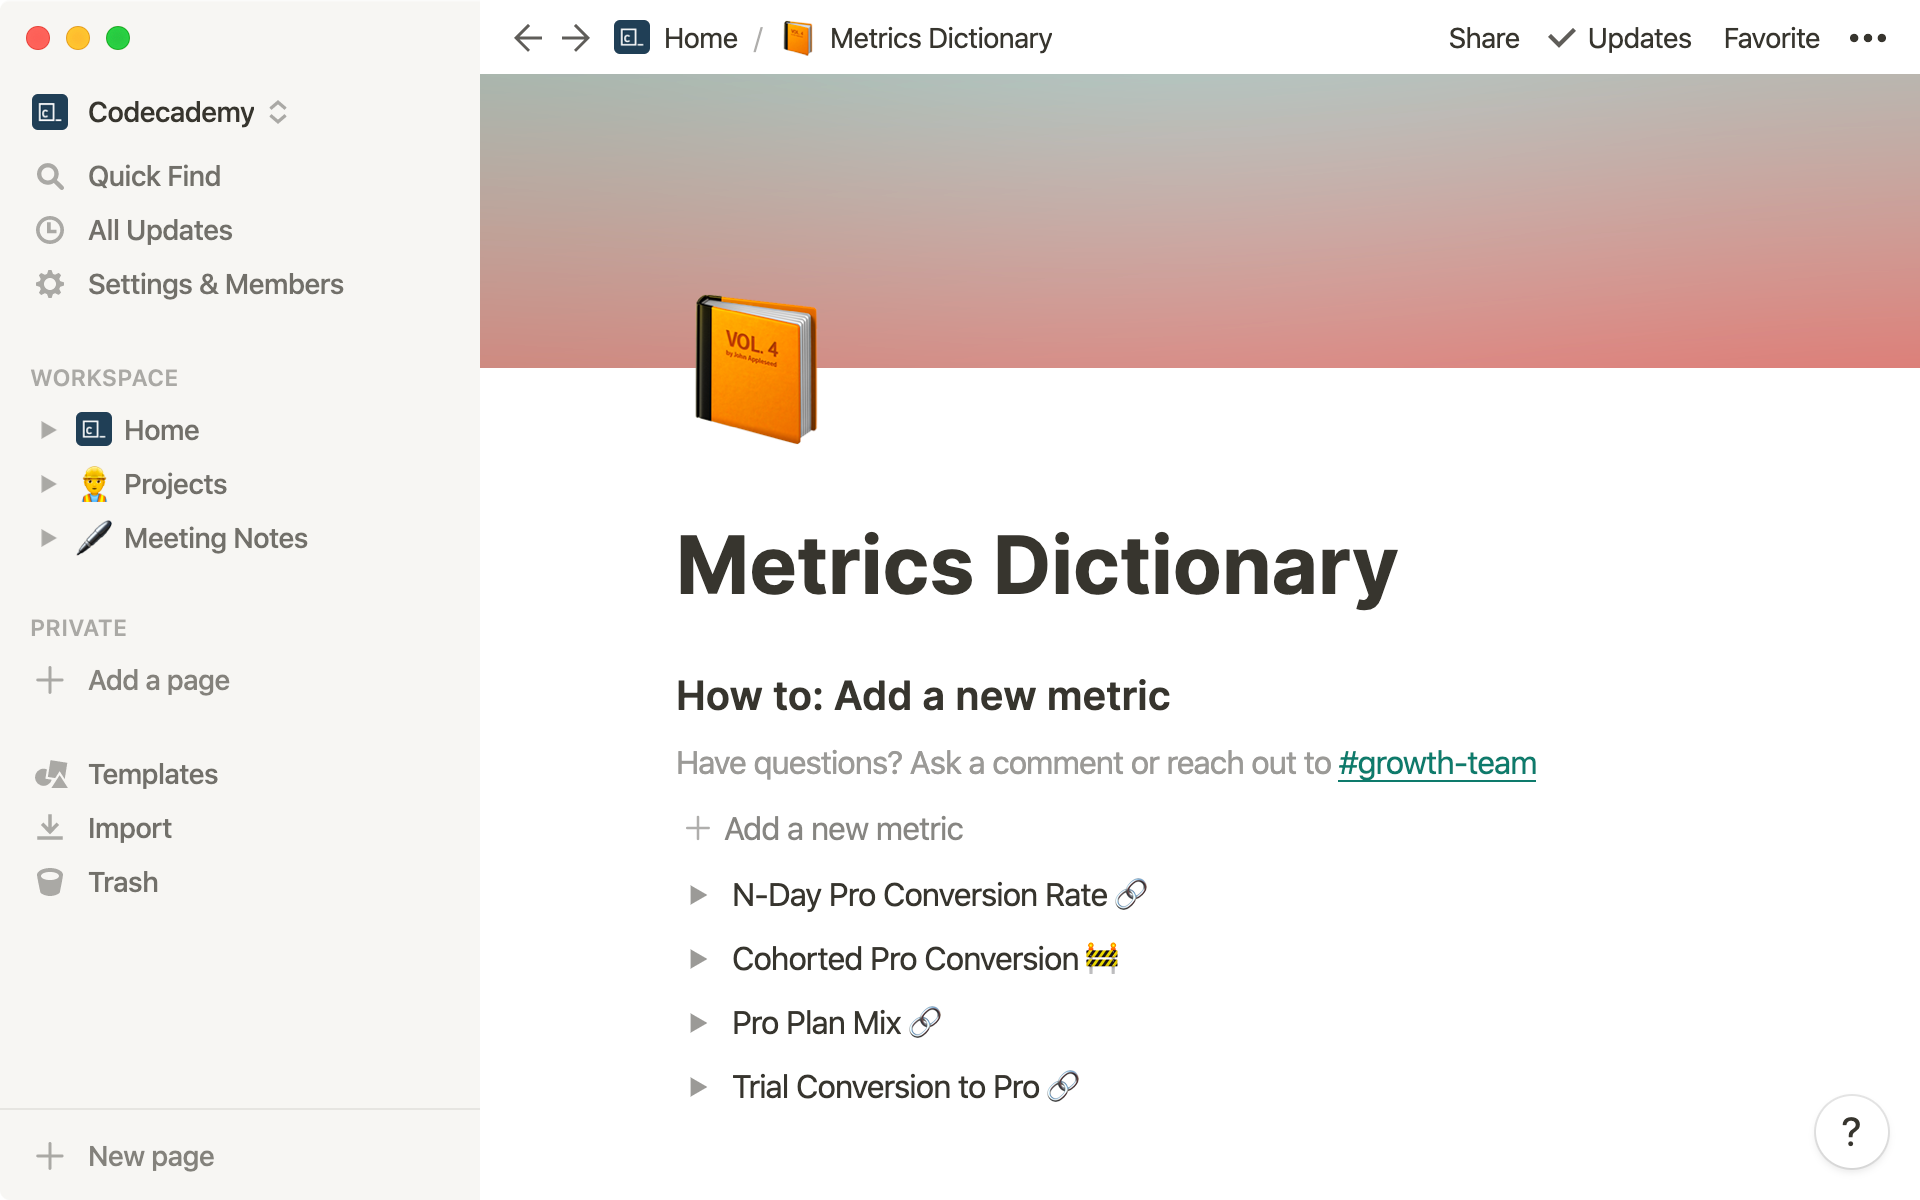 Home / Metrics Dictionary
Share Updates Favorite
Codecademy
Quick Find
All Updates
Settings & Members
WORKSPACE
Home
Projects
Meeting Notes
PRIVATE
Add a page
Templates
Import
Trash
New page
VOL. 4
by John Appleseed
Metrics Dictionary
How to: Add a new metric
Have questions? Ask a comment or reach out to #growth-team
Add a new metric
N-Day Pro Conversion Rate
Cohorted Pro Conversion
Pro Plan Mix
Trial Conversion to Pro
?